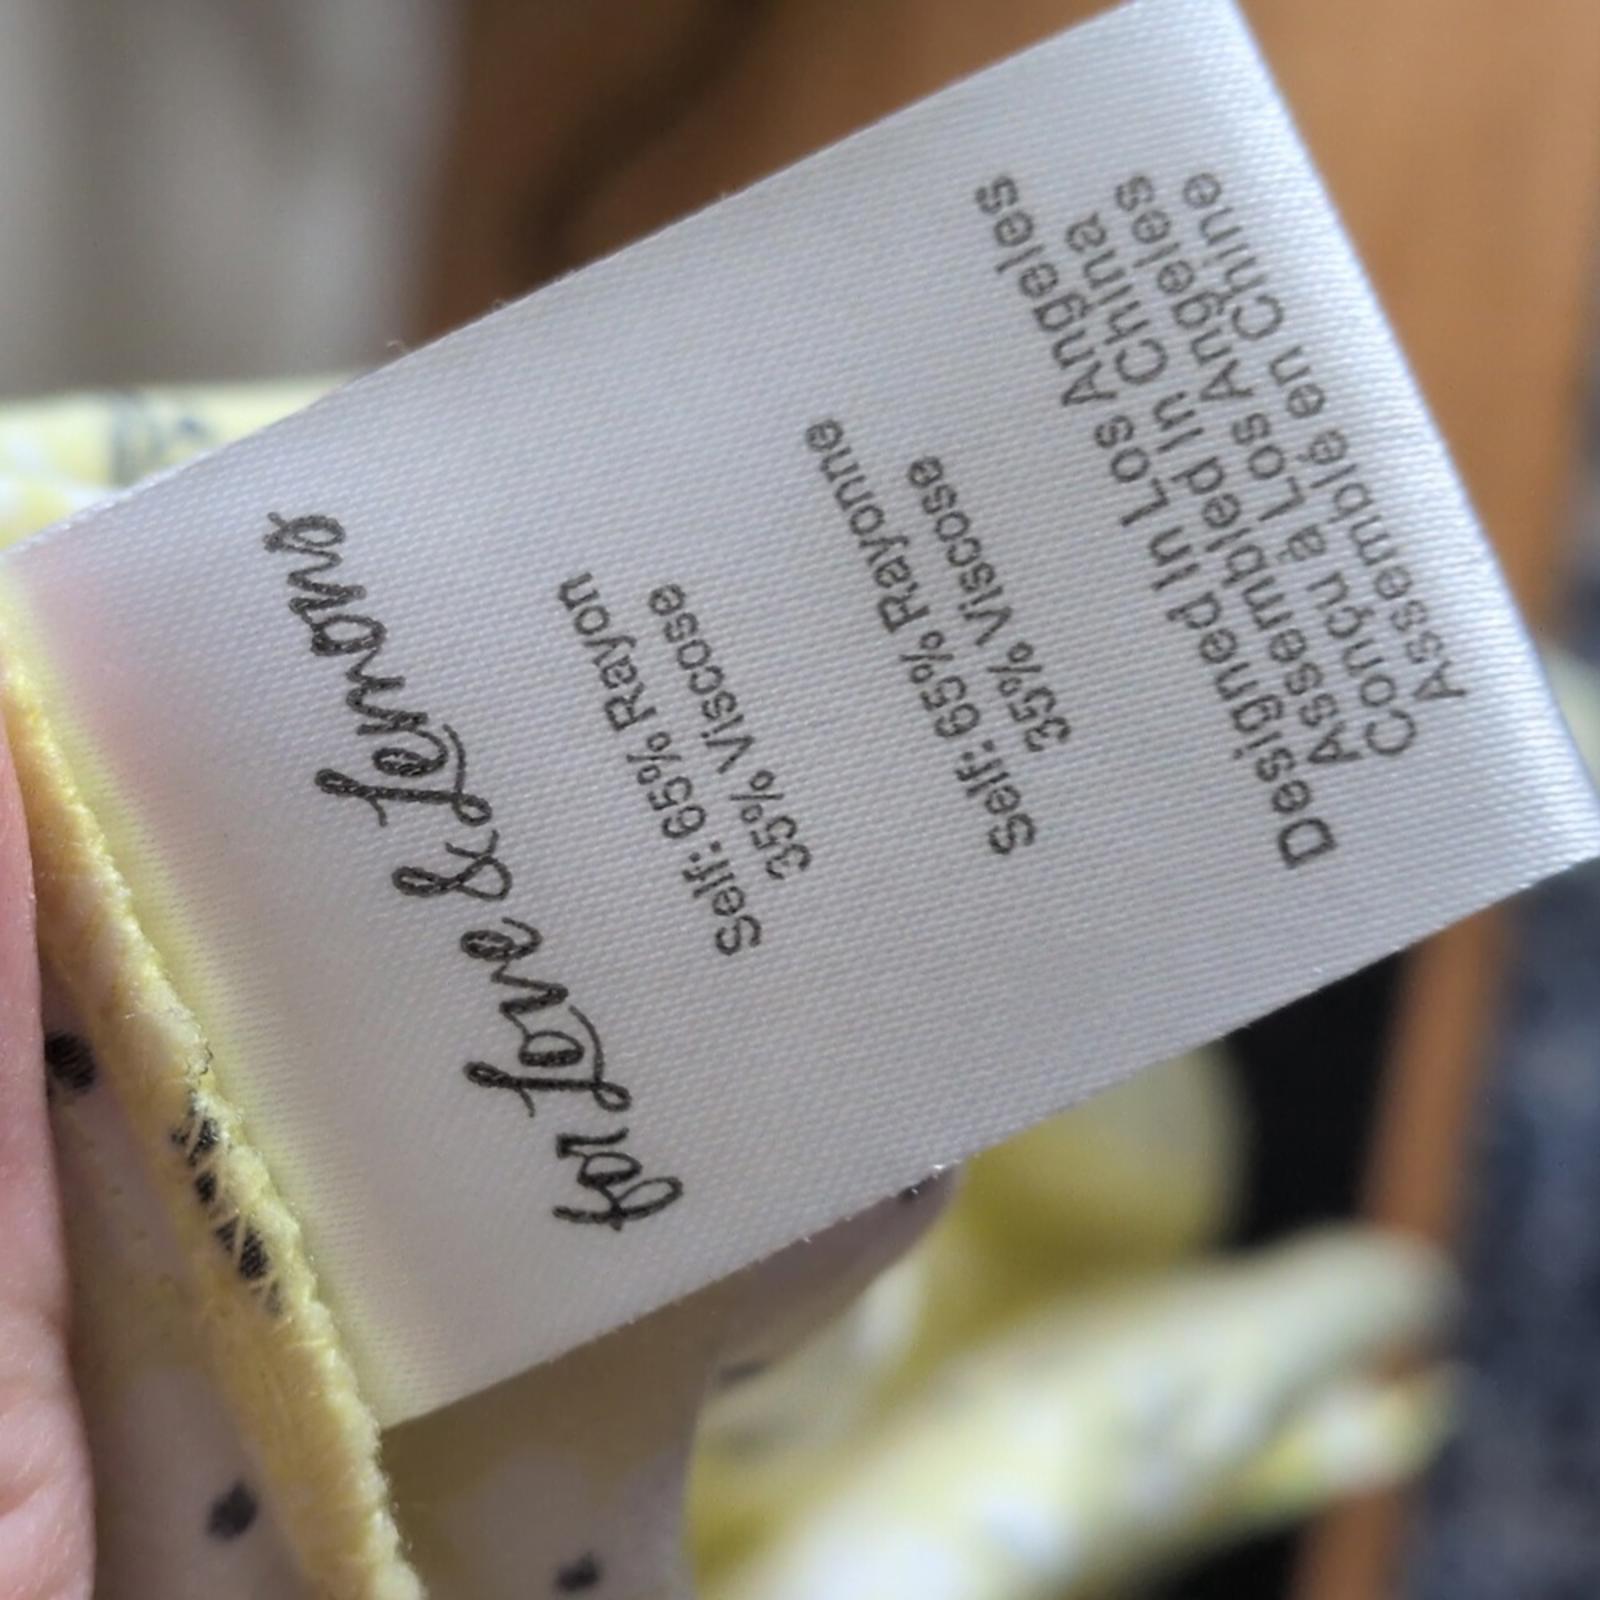 for Love & Lemons
Self: 65% Rayon
35% Viscose
Self: 65% Rayonne
35% Viscose
Designed in Los Angeles
Assembled in China
Conçu à Los Angeles
Assemblé en Chine